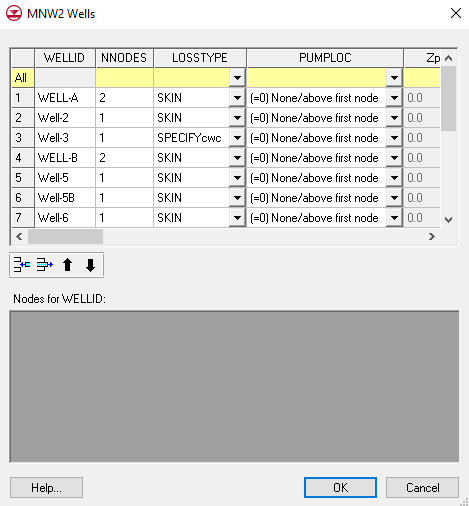 MNW2 Wells
WELLID NNODES LOSSTYPE PUMPLOC Zp
All
1 WELL-A 2 SKIN (=0) None/above first node 0.0
2 Well-2 1 SKIN (=0) None/above first node 0.0
3 Well-3 1 SPECIFYcwc (=0) None/above first node 0.0
4 WELL-B 2 SKIN (=0) None/above first node 0.0
5 Well-5 1 SKIN (=0) None/above first node 0.0
6 Well-5B 1 SKIN (=0) None/above first node 0.0
7 Well-6 1 SKIN (=0) None/above first node 0.0
Nodes for WELLID:
Help... OK Cancel